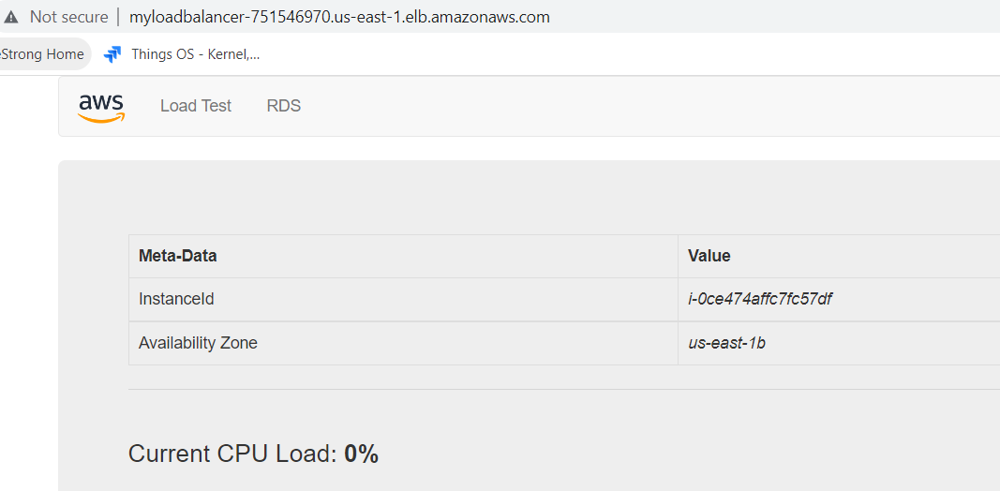 Not secure | myloadbalancer-751546970.us-east-1.elb.amazonaws.com
Strong Home Things OS - Kernel,...
aws Load Test RDS
Meta-Data Value
InstanceId i-0ce474affc7fc57df
Availability Zone us-east-1b
Current CPU Load: 0%